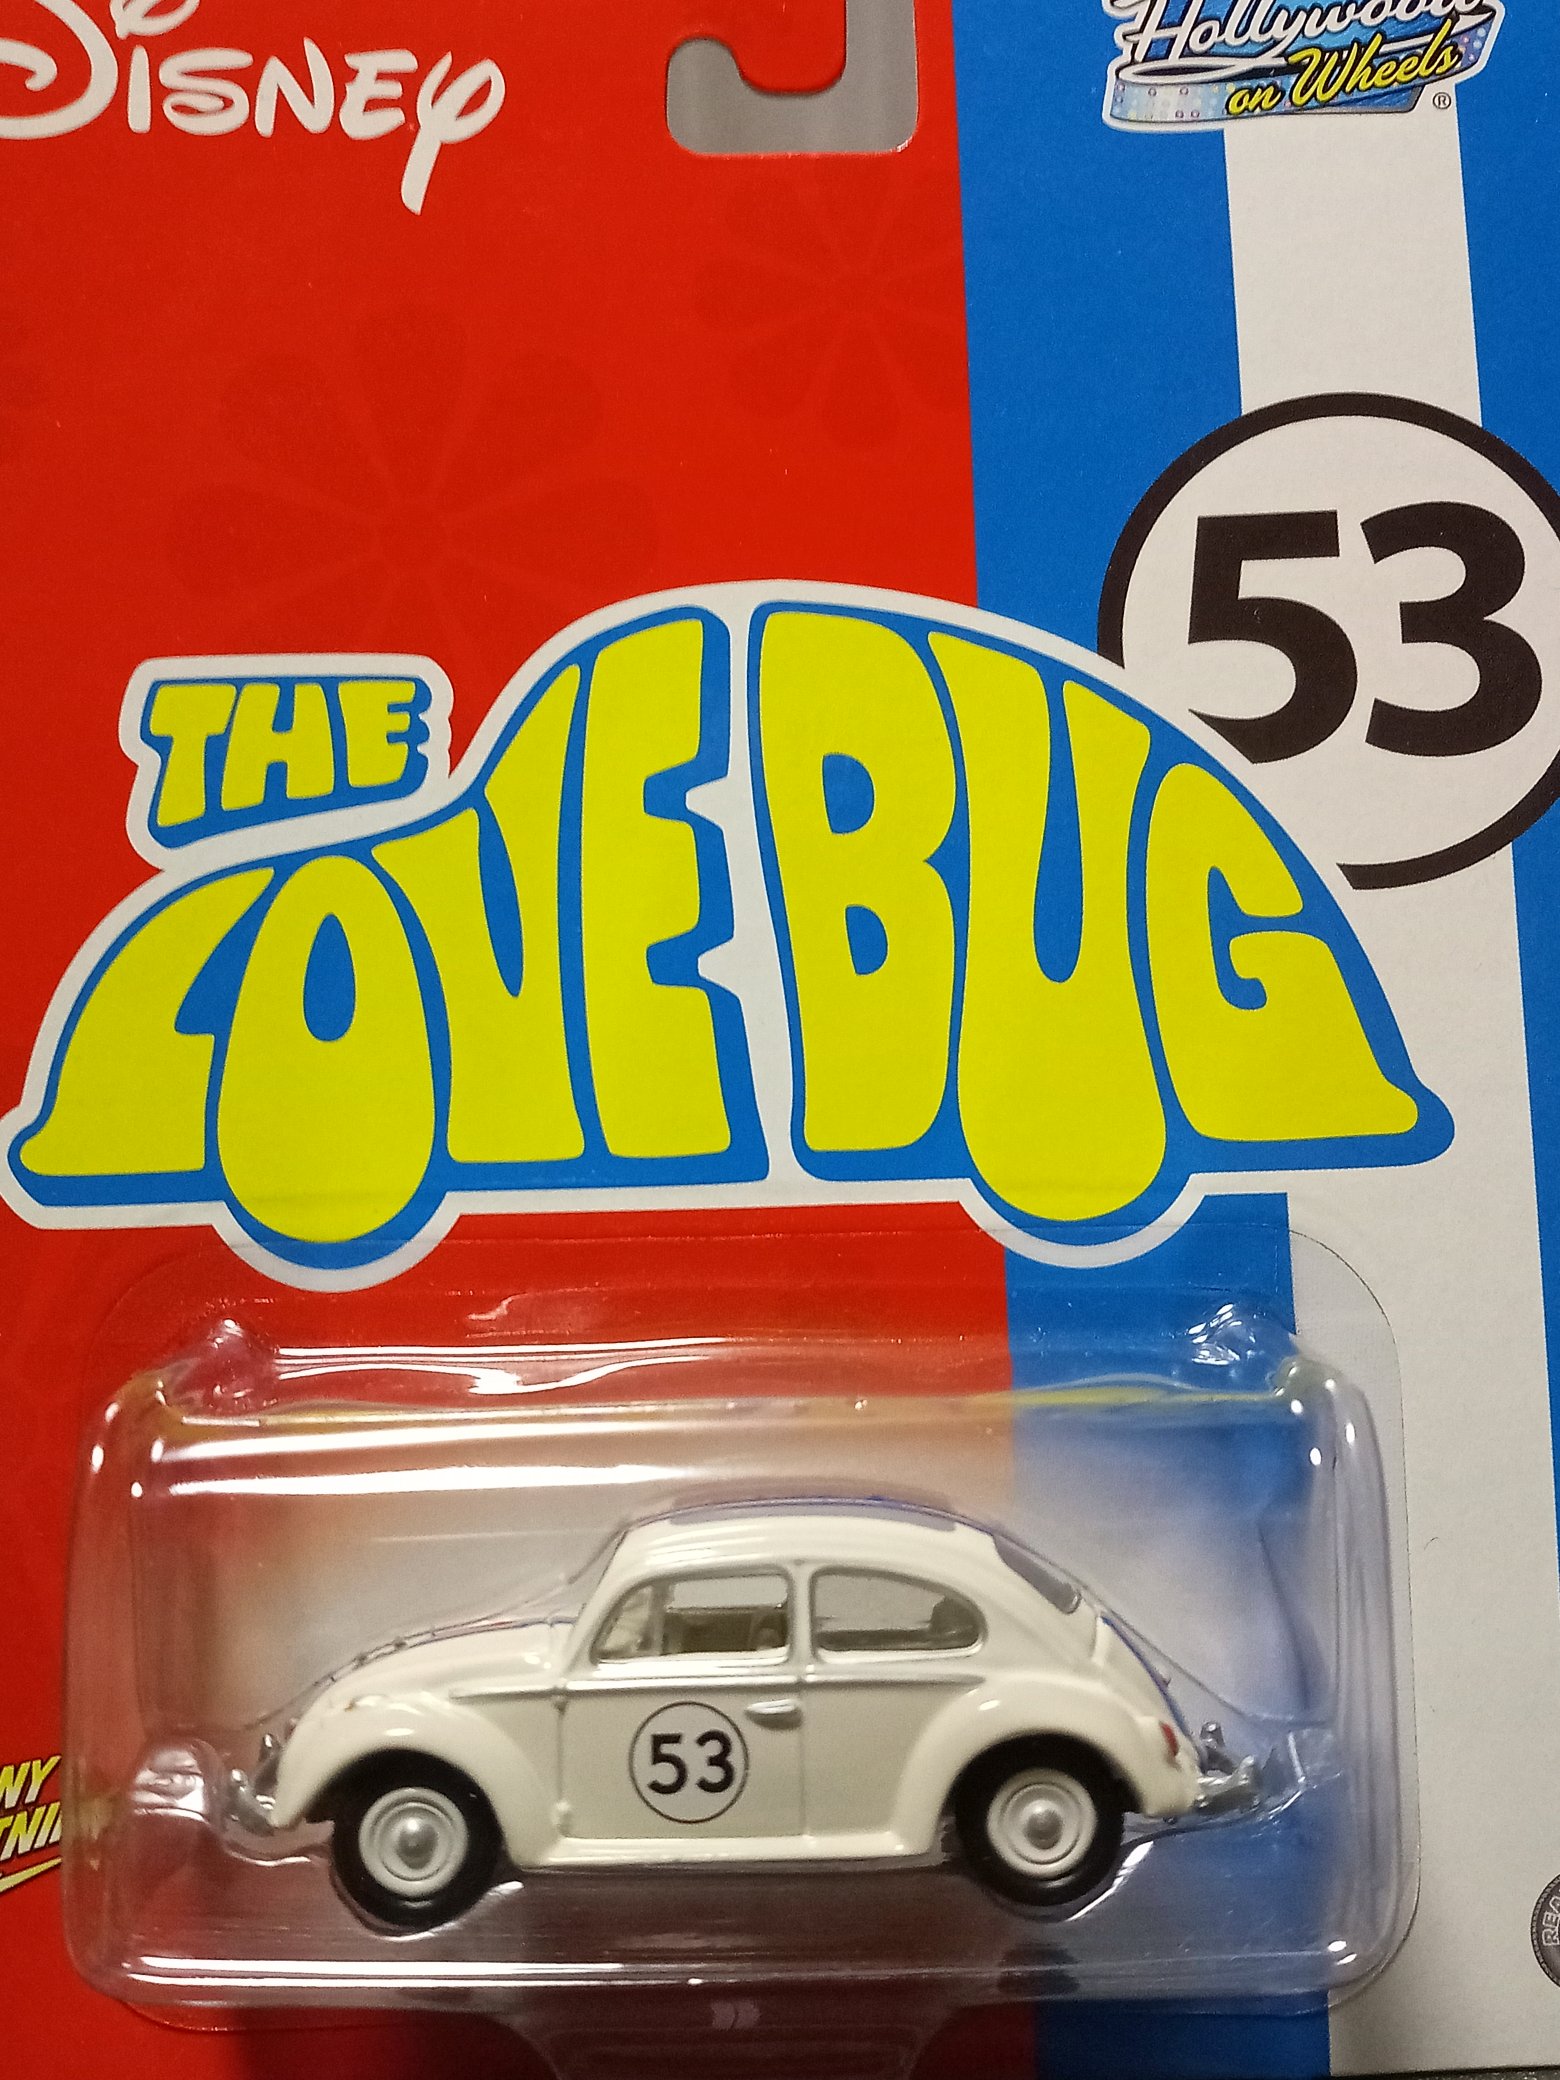 DISNEY
Hollywood
on Wheels®
53
THE
LOVE BUG
53